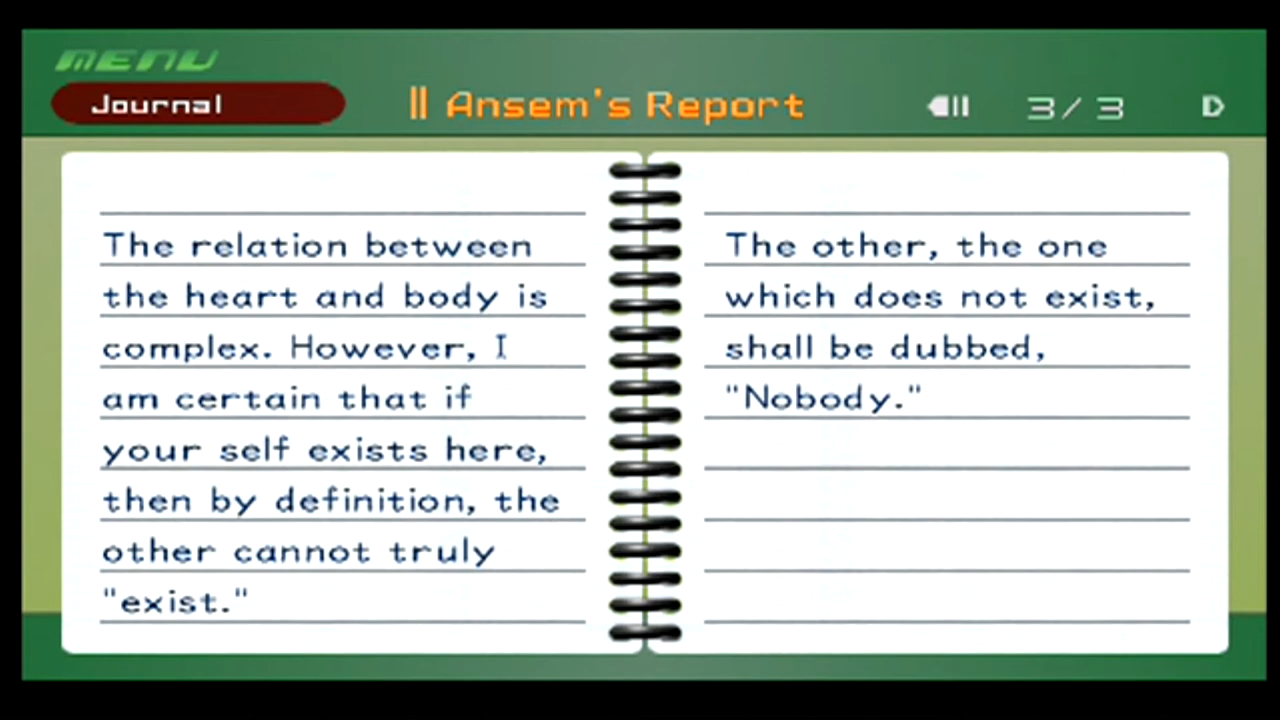 MENU
Journal
Ansem's Report
3/3
The relation between
the heart and body is
complex. However, I
am certain that if
your self exists here,
then by definition, the
other cannot truly
"exist."
The other, the one
which does not exist,
shall be dubbed,
"Nobody."